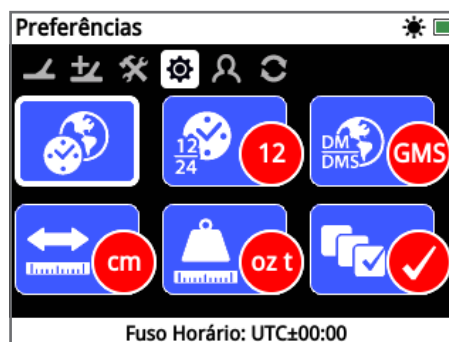 Preferências
12
24
12
DM
DMS
GMS
cm
oz t
Fuso Horário: UTC±00:00